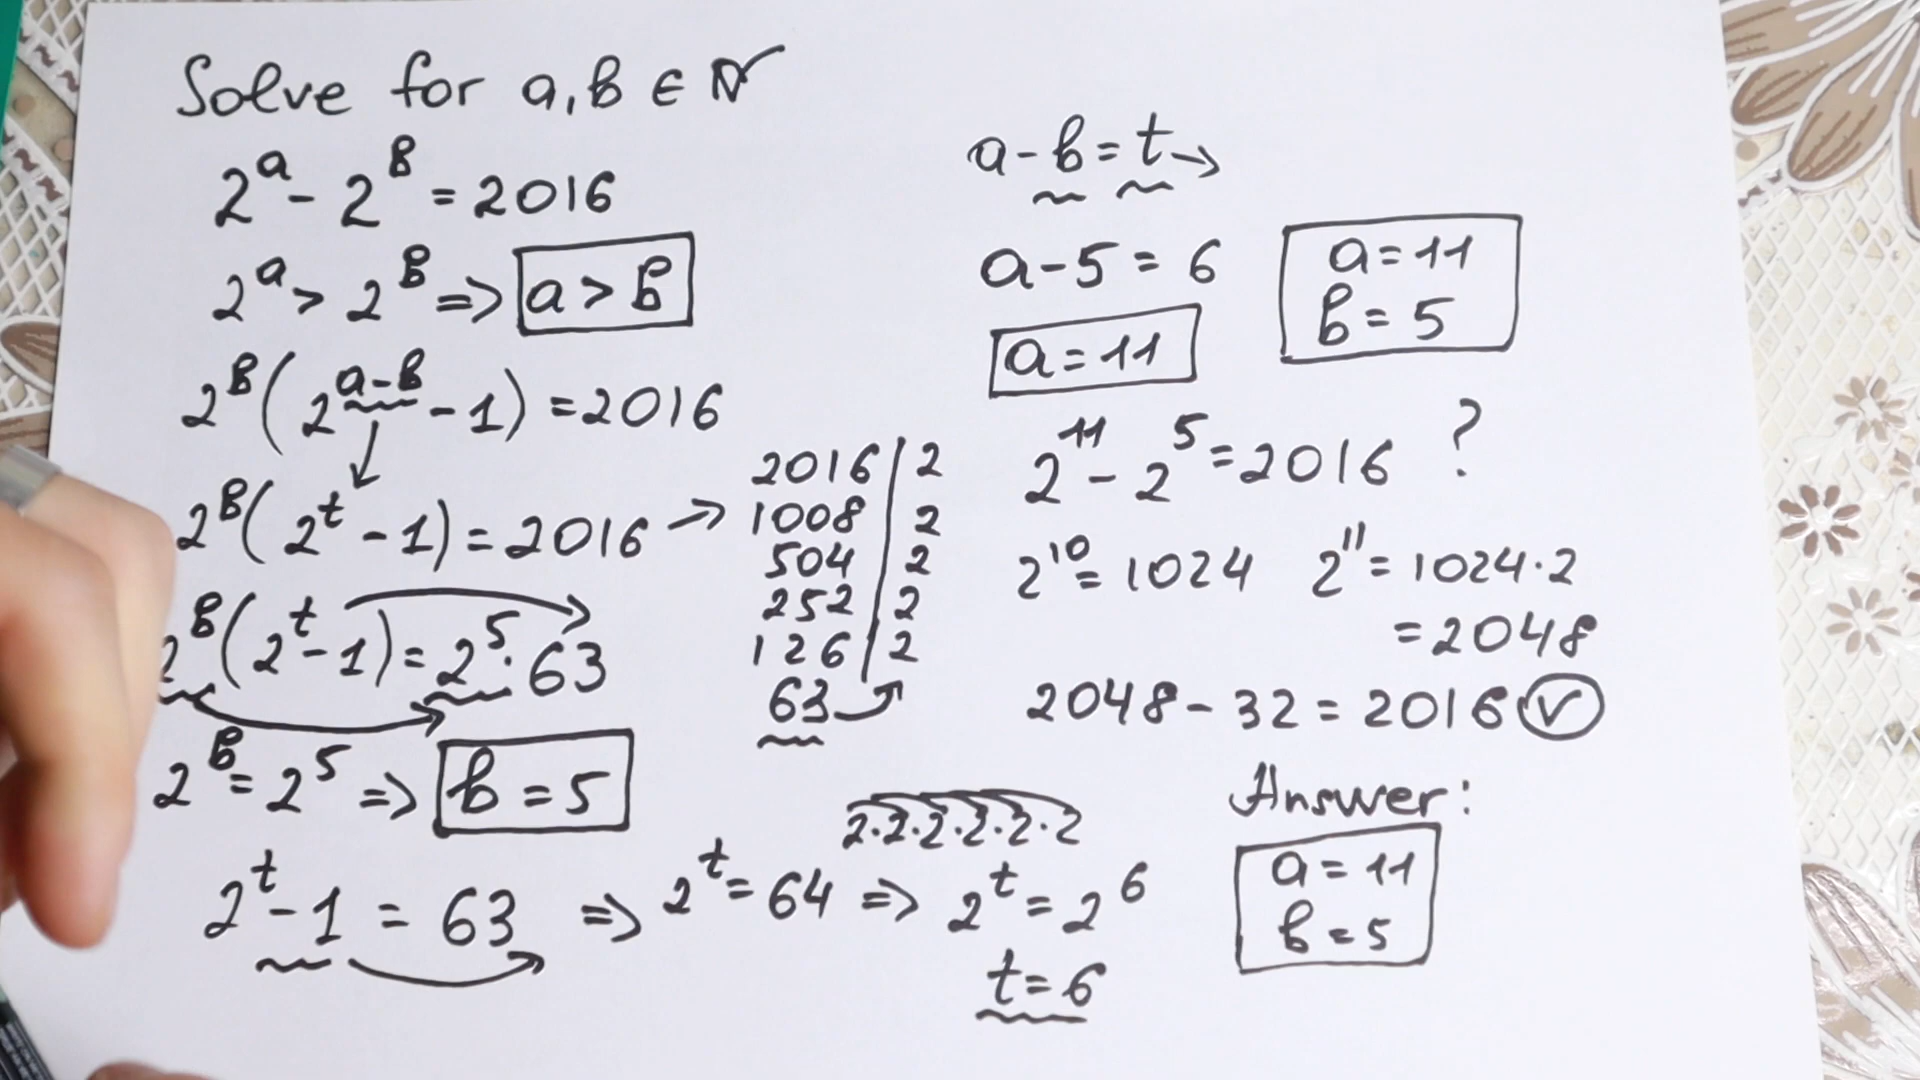 Solve for a, b ∈ N
2^a - 2^b = 2016
2^a > 2^b => a > b
2^b(2^(a-b) - 1) = 2016
2^b(2^t - 1) = 2016 →
2016 | 2
1008 | 2
504 | 2
252 | 2
126 | 2
63
2^b(2^t - 1) = 2^5 · 63
2^b = 2^5 => b = 5
2^t - 1 = 63 => 2^t = 64 => 2^t = 2^6
2·2·2·2·2·2
t = 6
a - b = t →
a - 5 = 6
a = 11
a = 11
b = 5
2^11 - 2^5 = 2016 ?
2^10 = 1024 2^11 = 1024·2
= 2048
2048 - 32 = 2016 ✓
Answer:
a = 11
b = 5